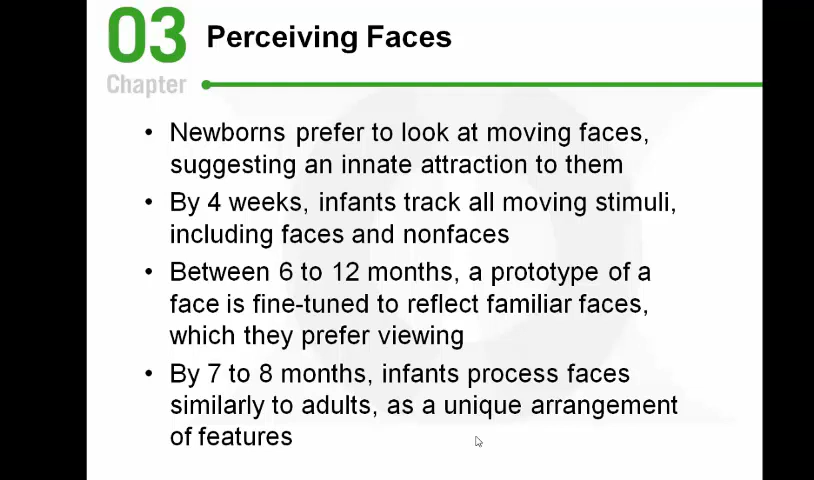 03
Perceiving Faces
Chapter
• Newborns prefer to look at moving faces,
suggesting an innate attraction to them
• By 4 weeks, infants track all moving stimuli,
including faces and nonfaces
• Between 6 to 12 months, a prototype of a
face is fine-tuned to reflect familiar faces,
which they prefer viewing
• By 7 to 8 months, infants process faces
similarly to adults, as a unique arrangement
of features